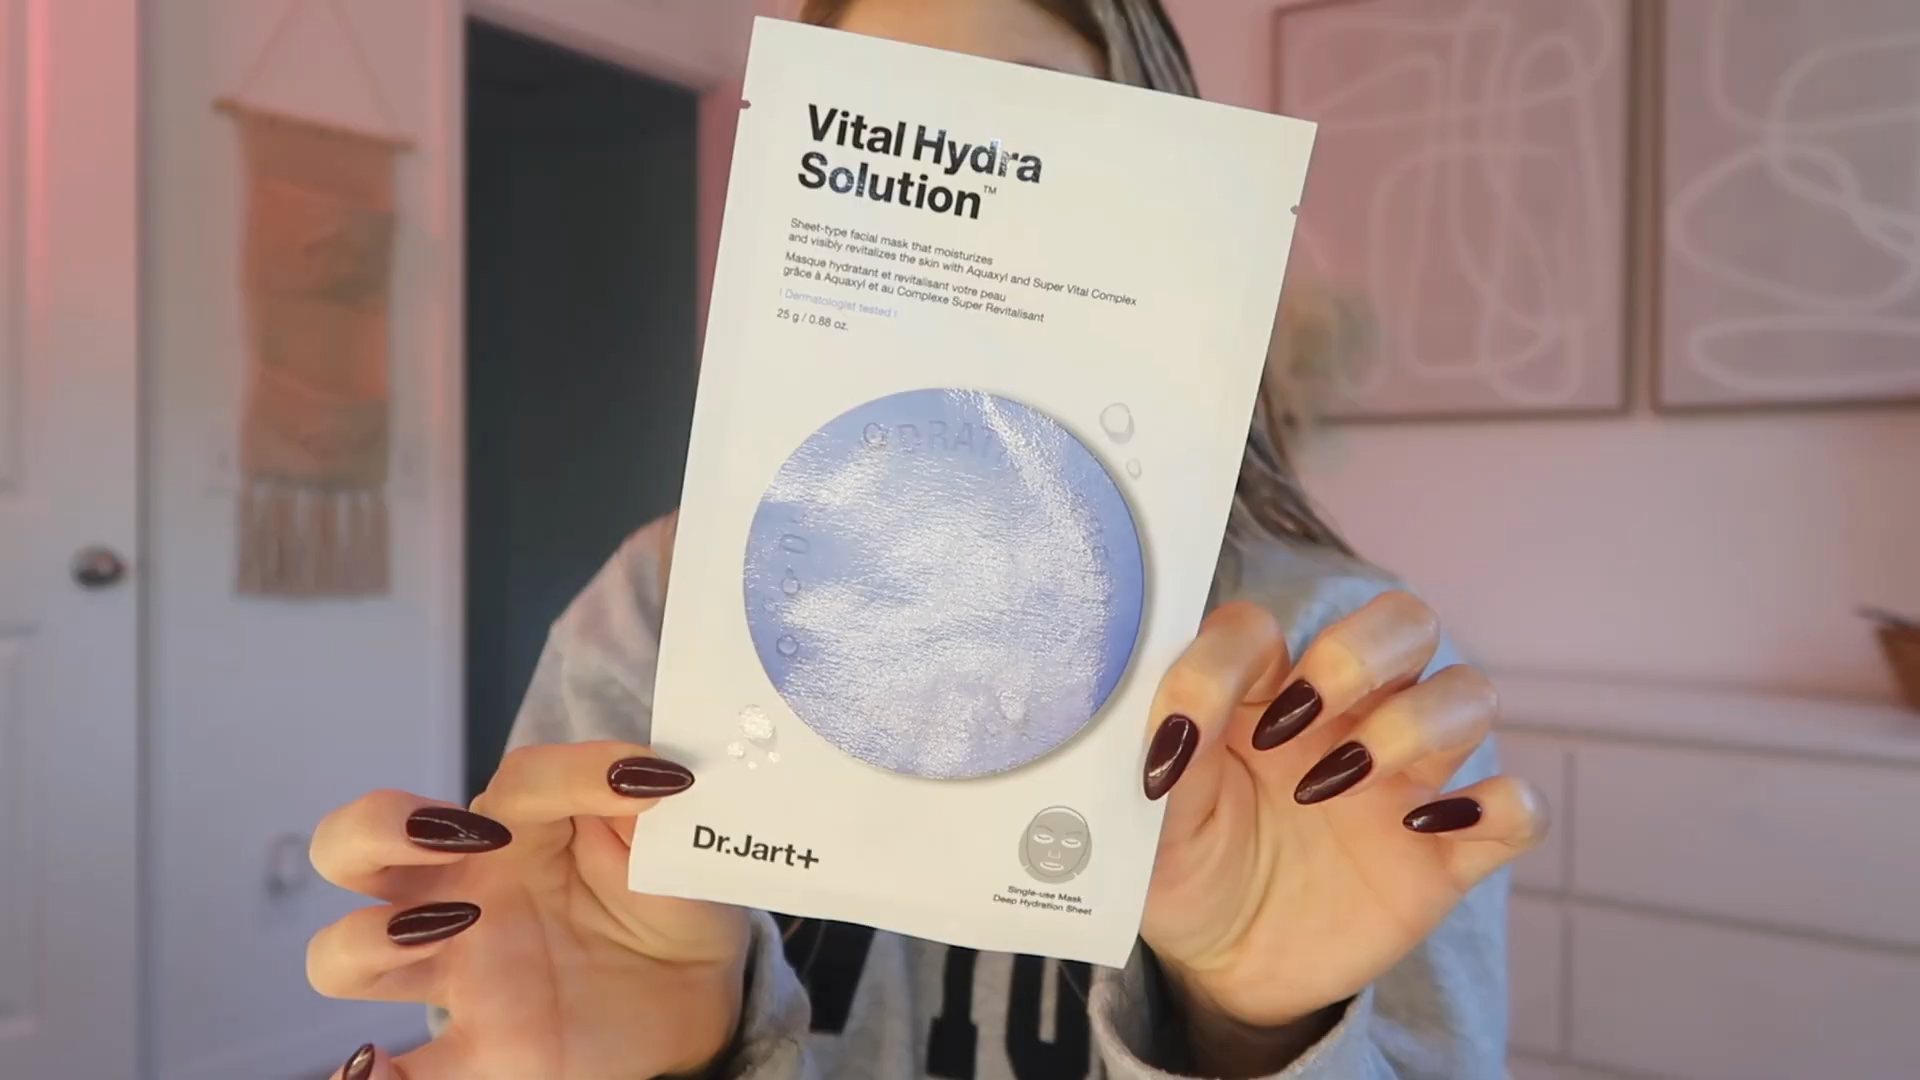 Vital Hydra
Solution™
Sheet-type facial mask that moisturizes
and visibly revitalizes the skin with Aquaxyl and Super Vital Complex
Masque hydratant et revitalisant votre peau
grâce à Aquaxyl et au Complexe Super Revitalisant
| Dermatologist tested |
25 g / 0.88 oz.
Dr.Jart+
Single-use Mask
Deep Hydration Sheet